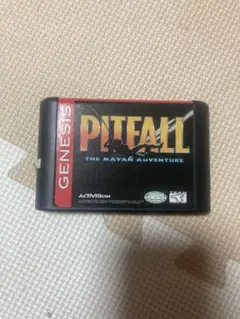 GENESIS
PITFALL
THE MAYAN ADVENTURE
ACTIVISION